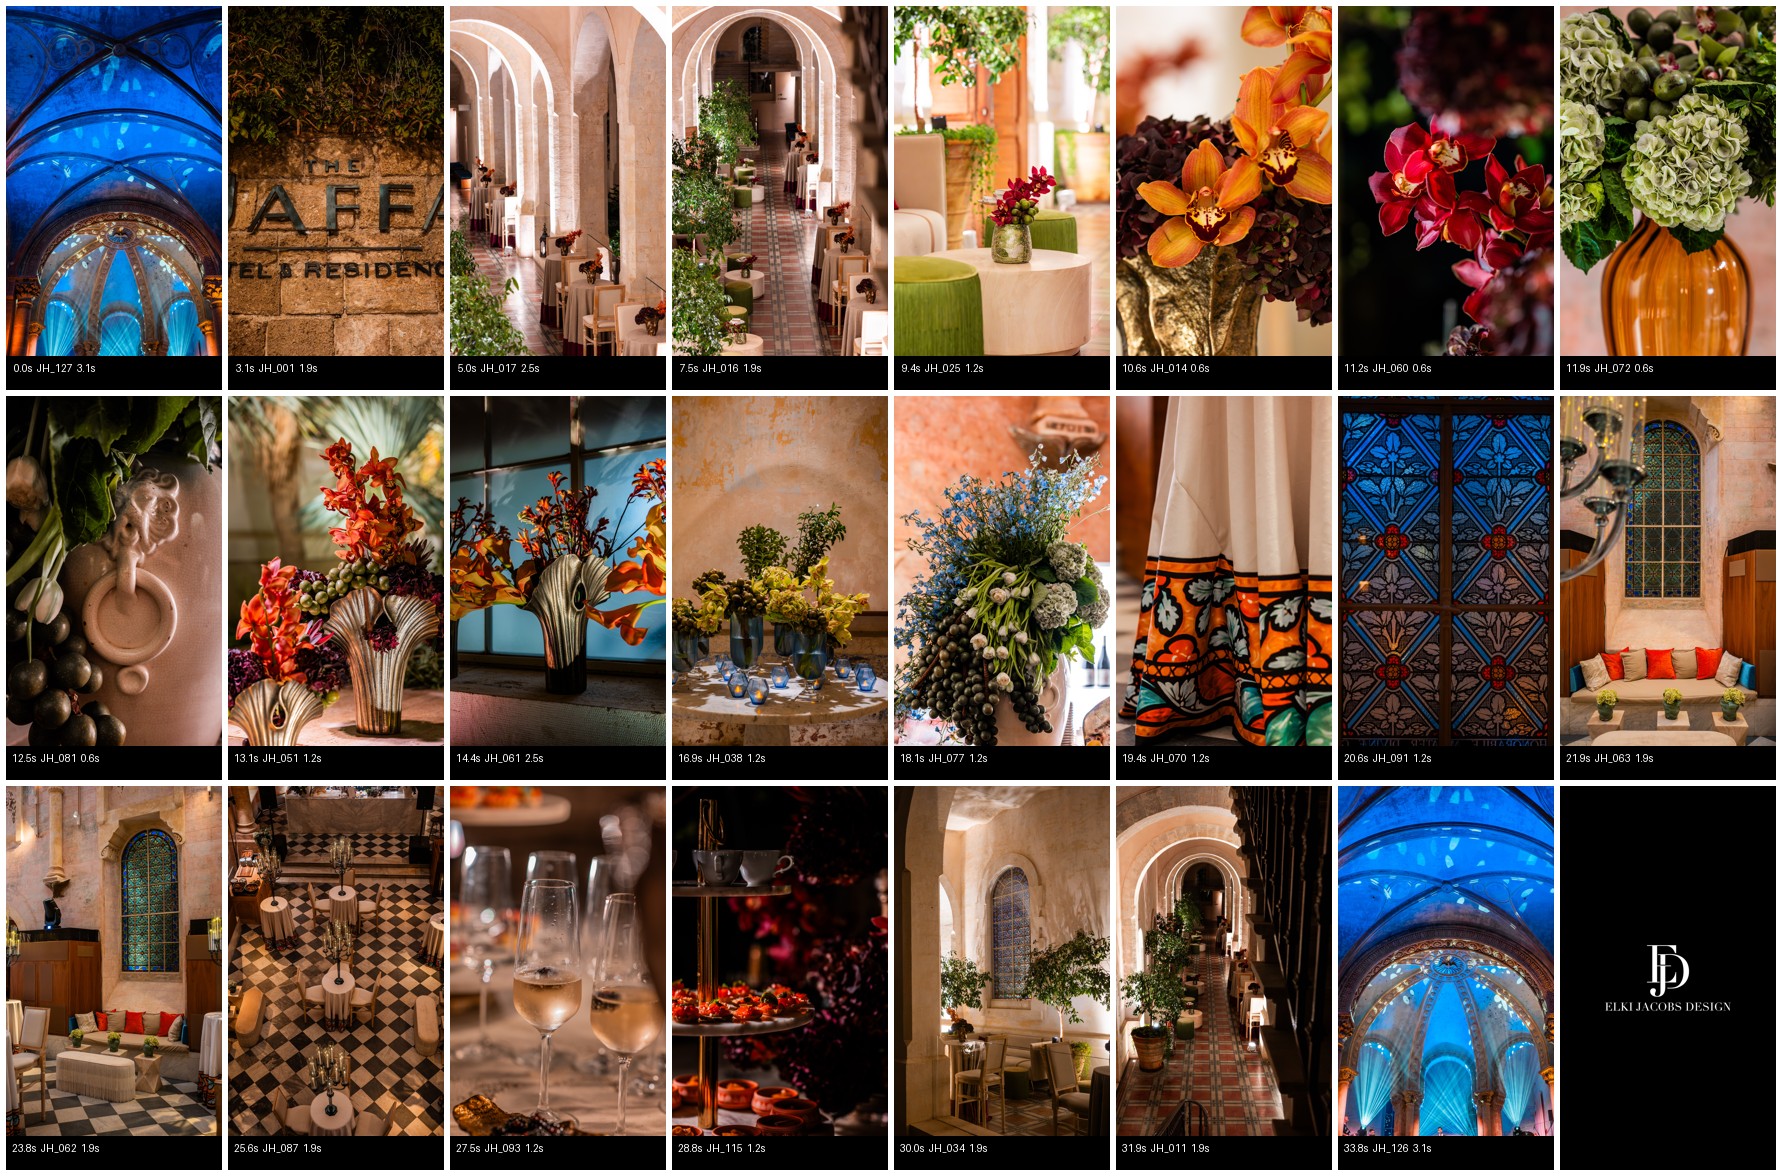 THE
JAFFA
TEL & RESIDENC
0.0s JH_127 3.1s
3.1s JH_001 1.9s
5.0s JH_017 2.5s
7.5s JH_016 1.9s
9.4s JH_025 1.2s
10.6s JH_014 0.6s
11.2s JH_060 0.6s
11.9s JH_072 0.6s
12.5s JH_081 0.6s
13.1s JH_051 1.2s
14.4s JH_061 2.5s
16.9s JH_038 1.2s
18.1s JH_077 1.2s
19.4s JH_070 1.2s
20.6s JH_091 1.2s
21.9s JH_063 1.9s
EJD
ELKI JACOBS DESIGN
23.8s JH_062 1.9s
25.6s JH_087 1.9s
27.5s JH_093 1.2s
28.8s JH_115 1.2s
30.0s JH_034 1.9s
31.9s JH_011 1.9s
33.8s JH_126 3.1s